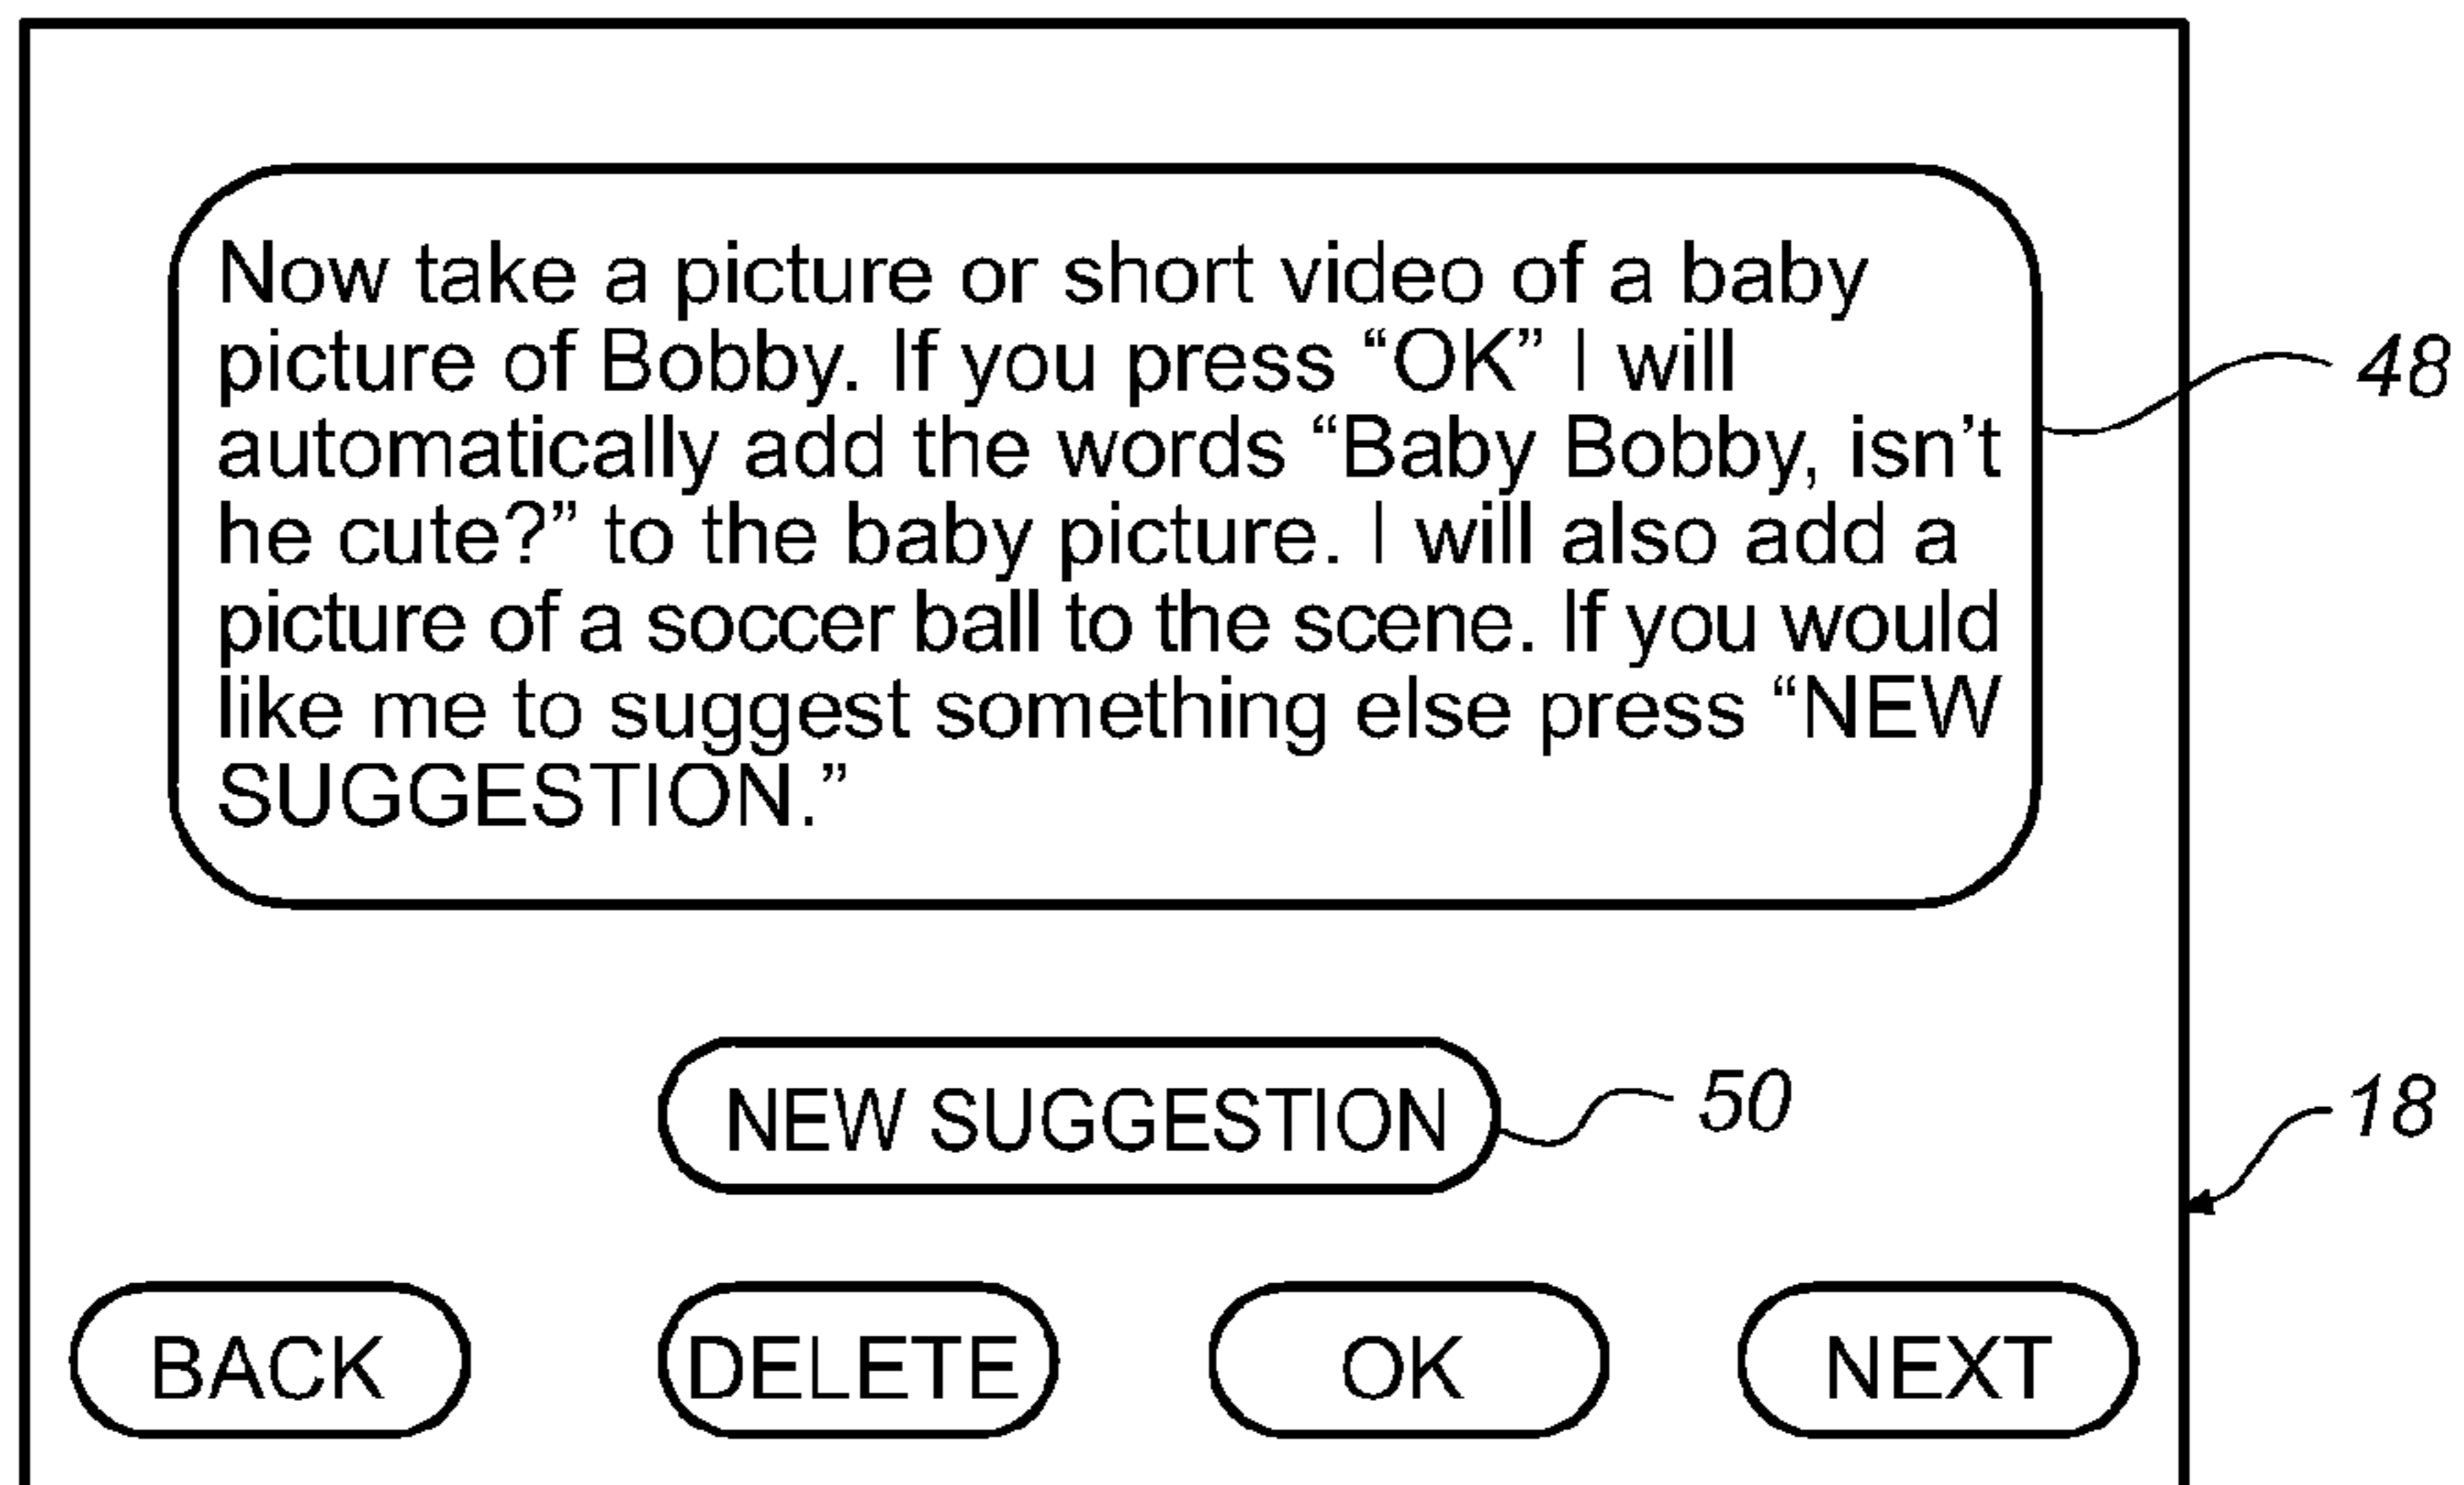 Now take a picture or short video of a baby
picture of Bobby. If you press “OK” I will
automatically add the words “Baby Bobby, isn’t
he cute?” to the baby picture. I will also add a
picture of a soccer ball to the scene. If you would
like me to suggest something else press “NEW
SUGGESTION.”
48
NEW SUGGESTION
50
18
BACK DELETE OK NEXT